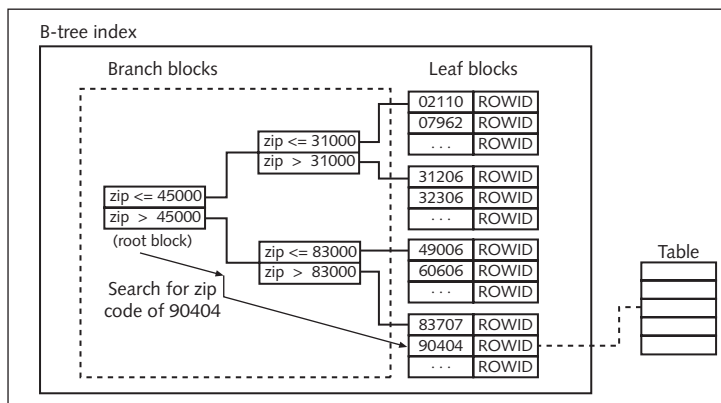 B-tree index
Branch blocks
Leaf blocks
zip <= 45000
zip > 45000
(root block)
zip <= 31000
zip > 31000
zip <= 83000
zip > 83000
Search for zip
code of 90404
02110 ROWID
07962 ROWID
... ROWID
31206 ROWID
32306 ROWID
... ROWID
49006 ROWID
60606 ROWID
... ROWID
83707 ROWID
90404 ROWID
... ROWID
Table